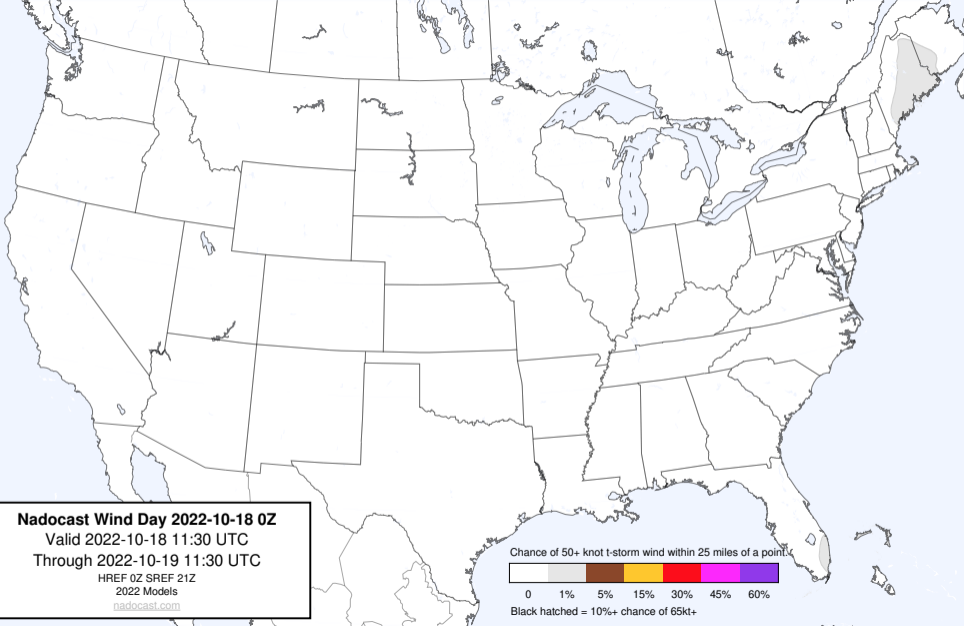 Nadocast Wind Day 2022-10-18 0Z
Valid 2022-10-18 11:30 UTC
Through 2022-10-19 11:30 UTC
HREF 0Z SREF 21Z
2022 Models
nadocast.com
Chance of 50+ knot t-storm wind within 25 miles of a point.
0 1% 5% 15% 30% 45% 60%
Black hatched = 10%+ chance of 65kt+